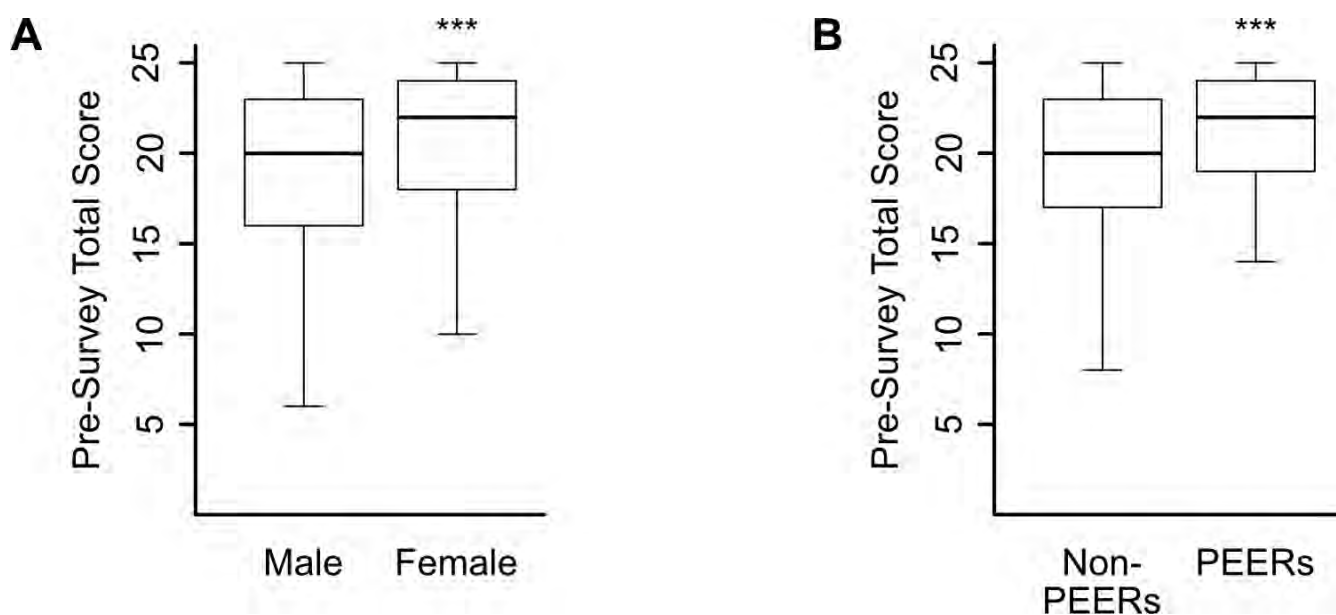 A
***
Pre-Survey Total Score
25
20
15
10
5
Male
Female
B
***
Pre-Survey Total Score
25
20
15
10
5
Non-
PEERs
PEERs